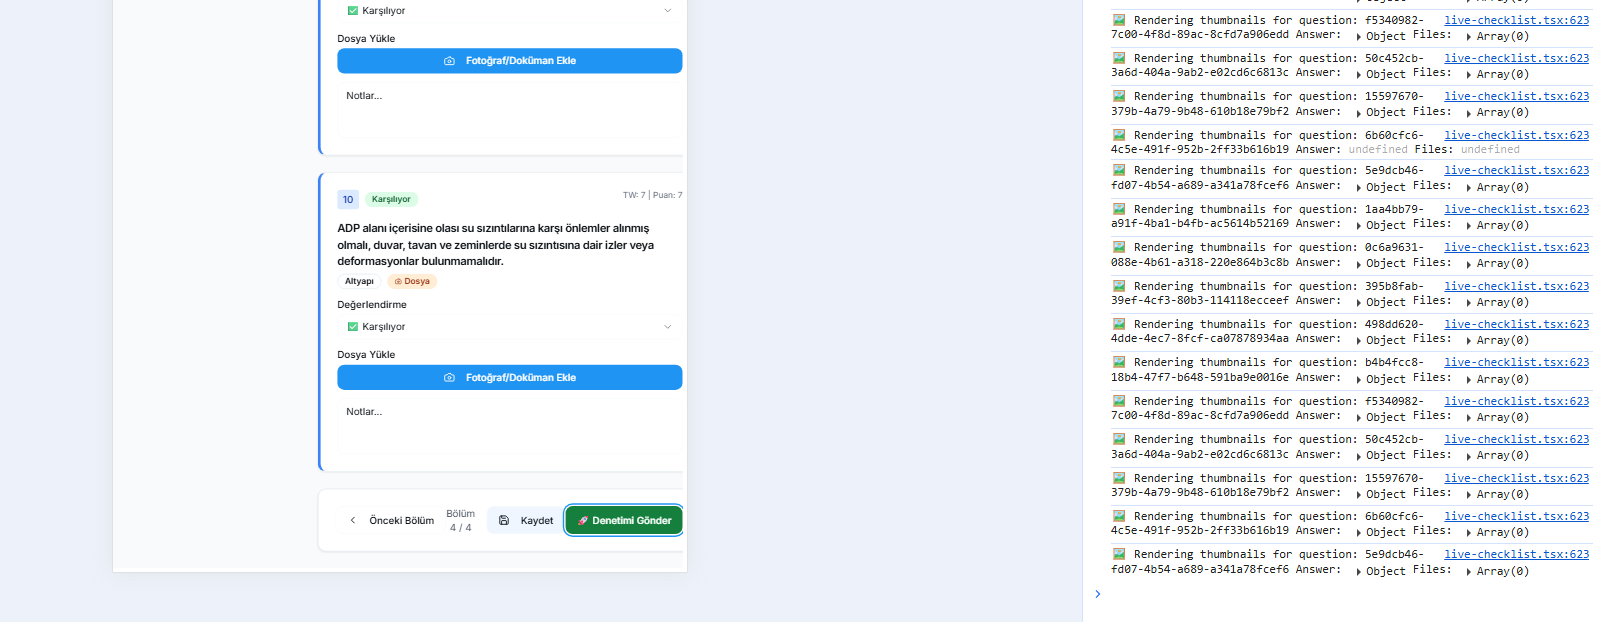 Karşılıyor
Dosya Yükle
Fotoğraf/Doküman Ekle
Notlar...
10
Karşılıyor
TW: 7 | Puan: 7
ADP alanı içerisine olası su sızıntılarına karşı önlemler alınmış
olmalı, duvar, tavan ve zeminlerde su sızıntısına dair izler veya
deformasyonlar bulunmamalıdır.
Altyapı
Dosya
Değerlendirme
Karşılıyor
Dosya Yükle
Fotoğraf/Doküman Ekle
Notlar...
Önceki Bölüm
Bölüm
4 / 4
Kaydet
Denetimi Gönder
Rendering thumbnails for question: f5340982- live-checklist.tsx:623
7c00-4f8d-89ac-8cfd7a906edd Answer: Object Files: Array(0)
Rendering thumbnails for question: 50c452cb- live-checklist.tsx:623
3a6d-404a-9ab2-e02cd6c6813c Answer: Object Files: Array(0)
Rendering thumbnails for question: 15597670- live-checklist.tsx:623
379b-4a79-9b48-610b18e79bf2 Answer: Object Files: Array(0)
Rendering thumbnails for question: 6b60cfc6- live-checklist.tsx:623
4c5e-491f-952b-2ff33b616b19 Answer: undefined Files: undefined
Rendering thumbnails for question: 5e9dcb46- live-checklist.tsx:623
fd07-4b54-a689-a341a78fcef6 Answer: Object Files: Array(0)
Rendering thumbnails for question: 1aa4bb79- live-checklist.tsx:623
a91f-4ba1-b4fb-ac5614b52169 Answer: Object Files: Array(0)
Rendering thumbnails for question: 0c6a9631- live-checklist.tsx:623
088e-4b61-a318-220e864b3c8b Answer: Object Files: Array(0)
Rendering thumbnails for question: 395b8fab- live-checklist.tsx:623
39ef-4cf3-80b3-114118ecceef Answer: Object Files: Array(0)
Rendering thumbnails for question: 498dd620- live-checklist.tsx:623
4dde-4ec7-8fcf-ca07878934aa Answer: Object Files: Array(0)
Rendering thumbnails for question: b4b4fcc8- live-checklist.tsx:623
18b4-47f7-b648-591ba9e0016e Answer: Object Files: Array(0)
Rendering thumbnails for question: f5340982- live-checklist.tsx:623
7c00-4f8d-89ac-8cfd7a906edd Answer: Object Files: Array(0)
Rendering thumbnails for question: 50c452cb- live-checklist.tsx:623
3a6d-404a-9ab2-e02cd6c6813c Answer: Object Files: Array(0)
Rendering thumbnails for question: 15597670- live-checklist.tsx:623
379b-4a79-9b48-610b18e79bf2 Answer: Object Files: Array(0)
Rendering thumbnails for question: 6b60cfc6- live-checklist.tsx:623
4c5e-491f-952b-2ff33b616b19 Answer: Object Files: Array(0)
Rendering thumbnails for question: 5e9dcb46- live-checklist.tsx:623
fd07-4b54-a689-a341a78fcef6 Answer: Object Files: Array(0)